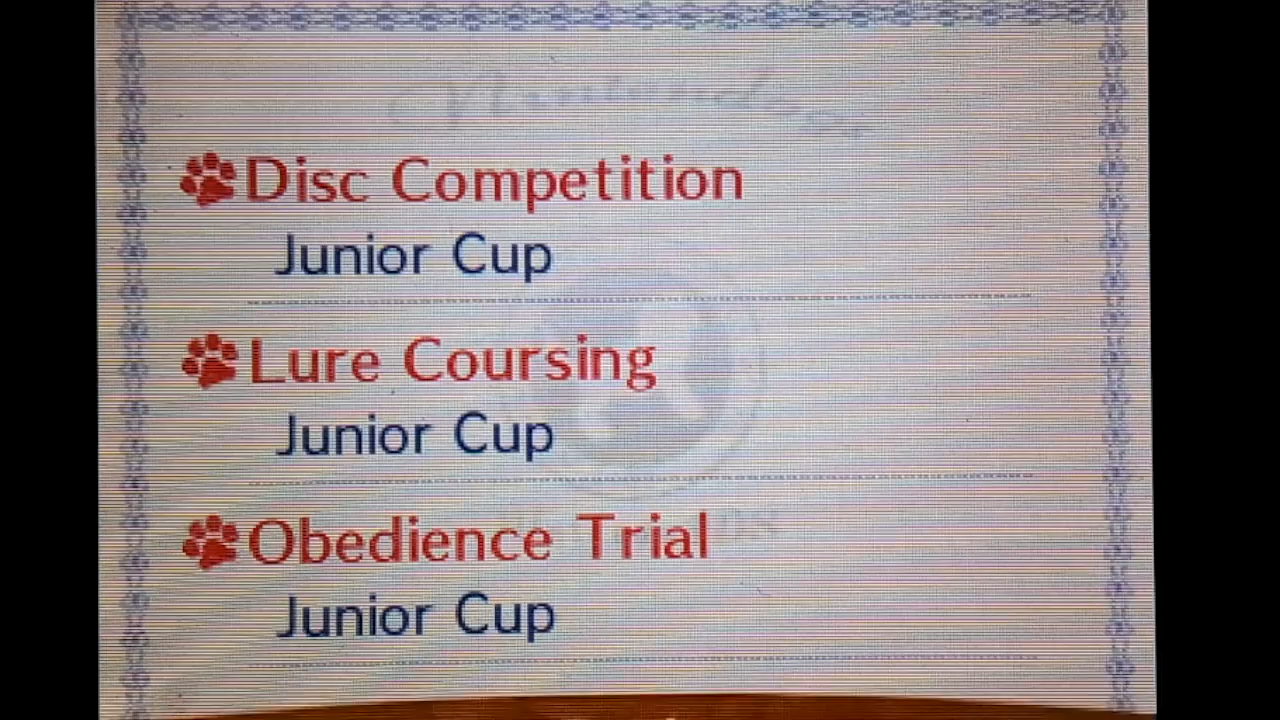 Disc Competition
Junior Cup
Lure Coursing
Junior Cup
Obedience Trial
Junior Cup